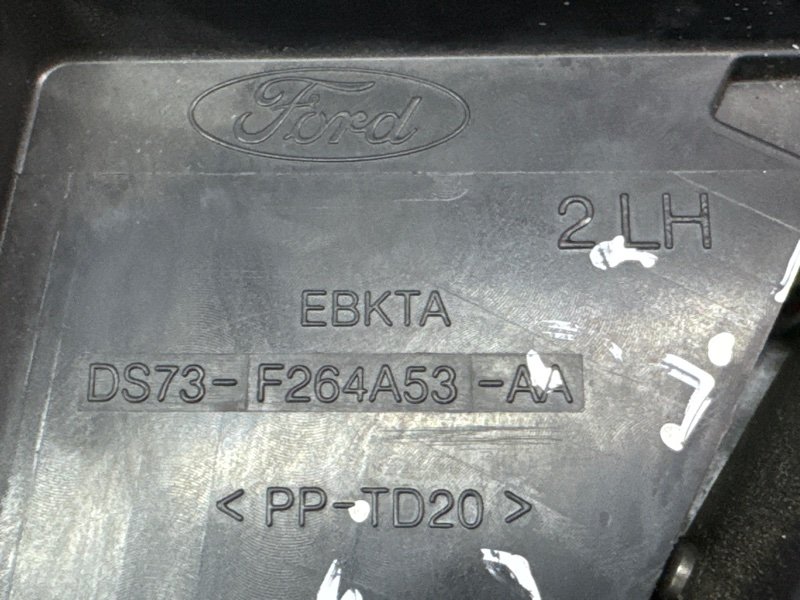 Ford
2 LH
EBKTA
DS73- F264A53 -AA
< PP-TD20 >